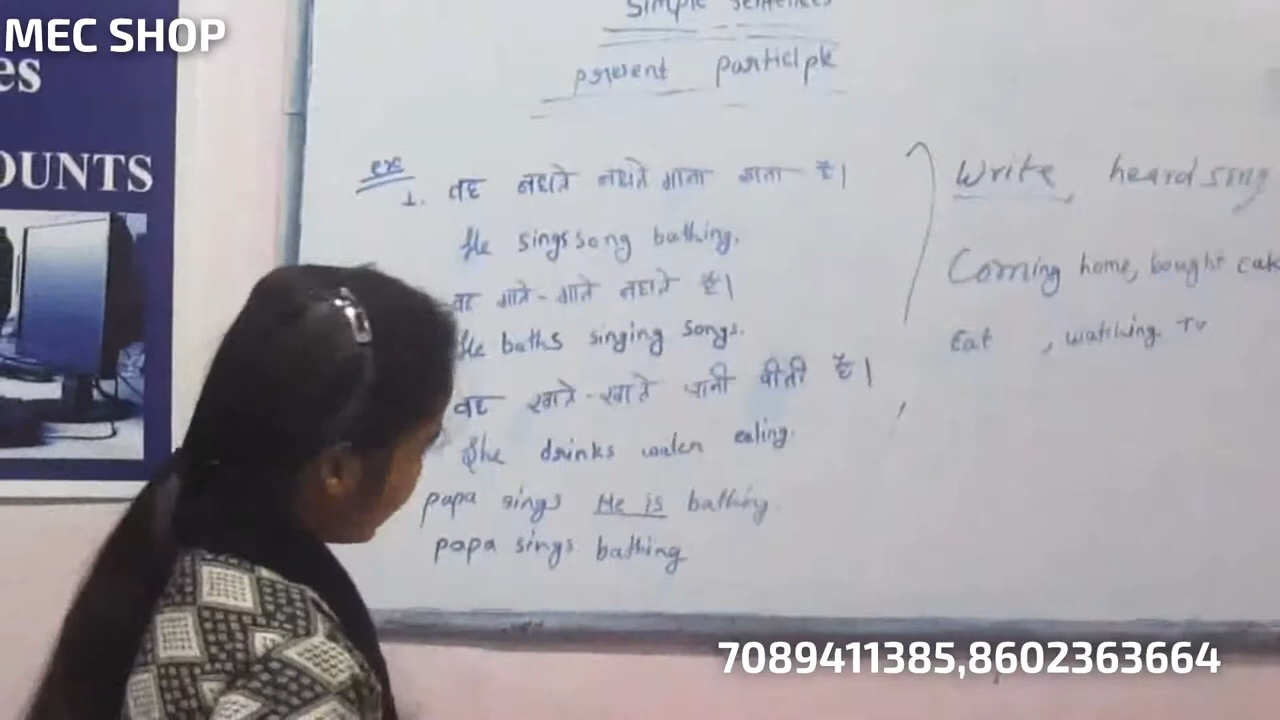 MEC SHOP
es
OUNTS
Simple sentences
present participle
ex
1. वह नहाते नहाते गाना गाता है।
He sings song bathing.
वह गाते-गाते नहाते हैं।
He baths singing songs.
वह खाते-खाते पानी पीती है।
She drinks water eating.
papa sings He is bathing
papa sings bathing
Write, heard song
Coming home, bought cak
Eat , watching TV
7089411385,8602363664